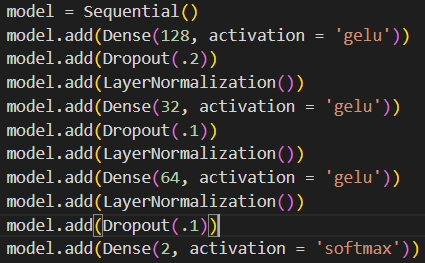 model = Sequential()
model.add(Dense(128, activation = 'gelu'))
model.add(Dropout(.2))
model.add(LayerNormalization())
model.add(Dense(32, activation = 'gelu'))
model.add(Dropout(.1))
model.add(LayerNormalization())
model.add(Dense(64, activation = 'gelu'))
model.add(LayerNormalization())
model.add(Dropout(.1))
model.add(Dense(2, activation = 'softmax'))